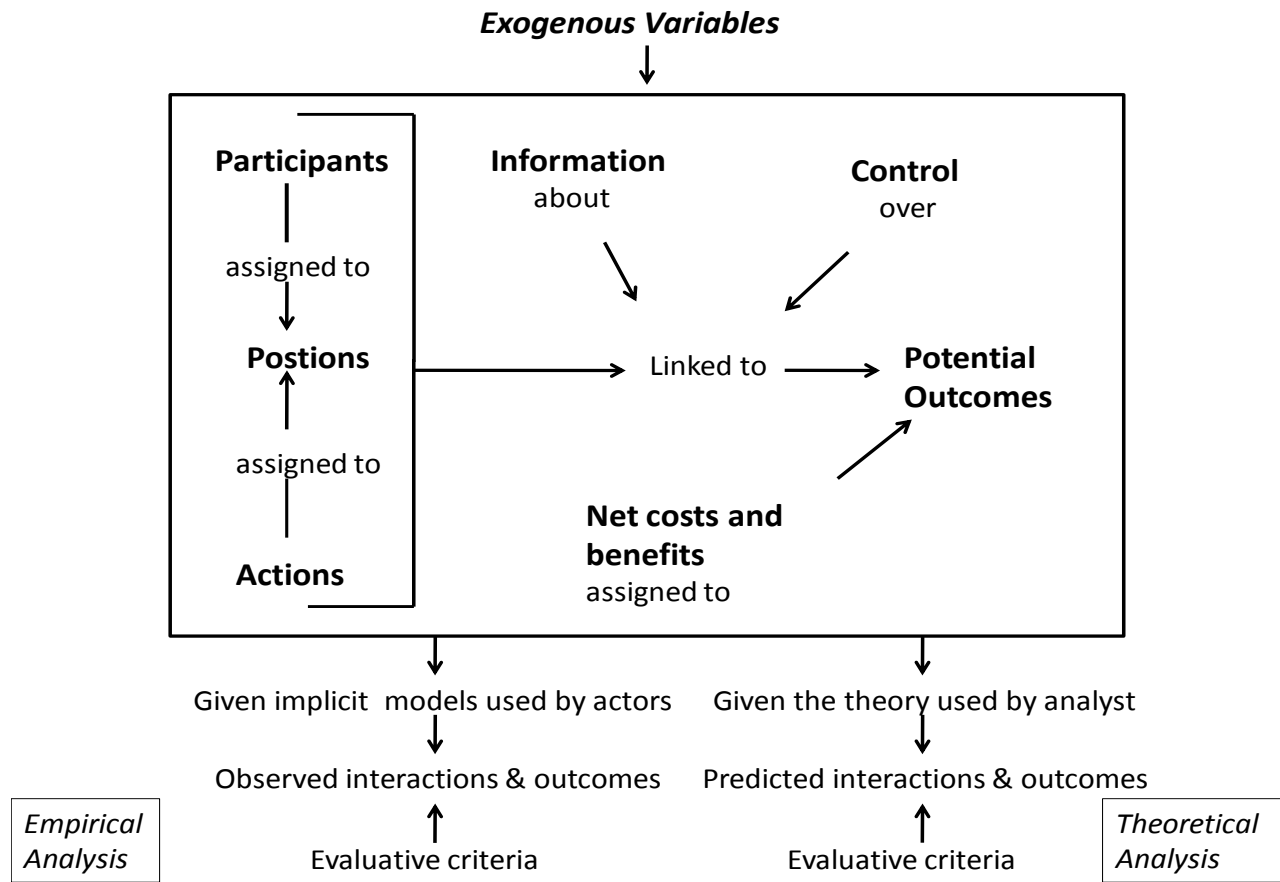 Exogenous Variables
Participants
assigned to
Postions
assigned to
Actions
Information
about
Control
over
Linked to
Potential
Outcomes
Net costs and
benefits
assigned to
Given implicit models used by actors
Observed interactions & outcomes
Evaluative criteria
Given the theory used by analyst
Predicted interactions & outcomes
Evaluative criteria
Empirical
Analysis
Theoretical
Analysis